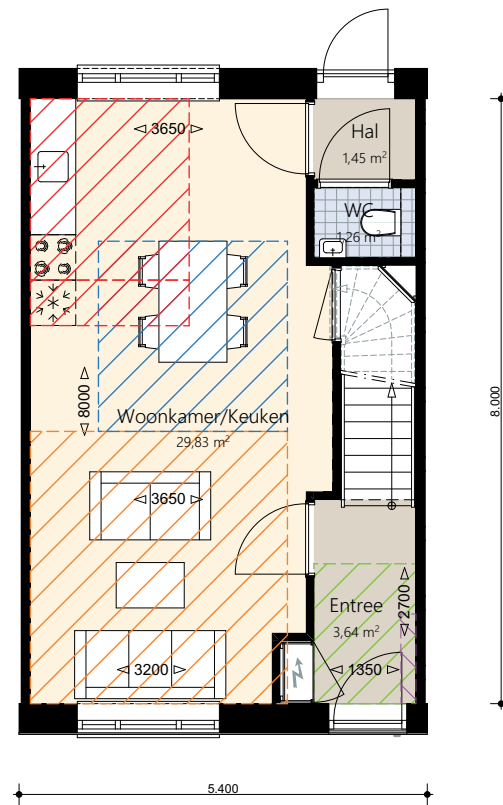 Hal
3650
1,45 m²
WC
1,26 m²
8000
8.000
Woonkamer/Keuken
29,83 m²
3650
2700
Entree
3,64 m²
3200
1350
5.400